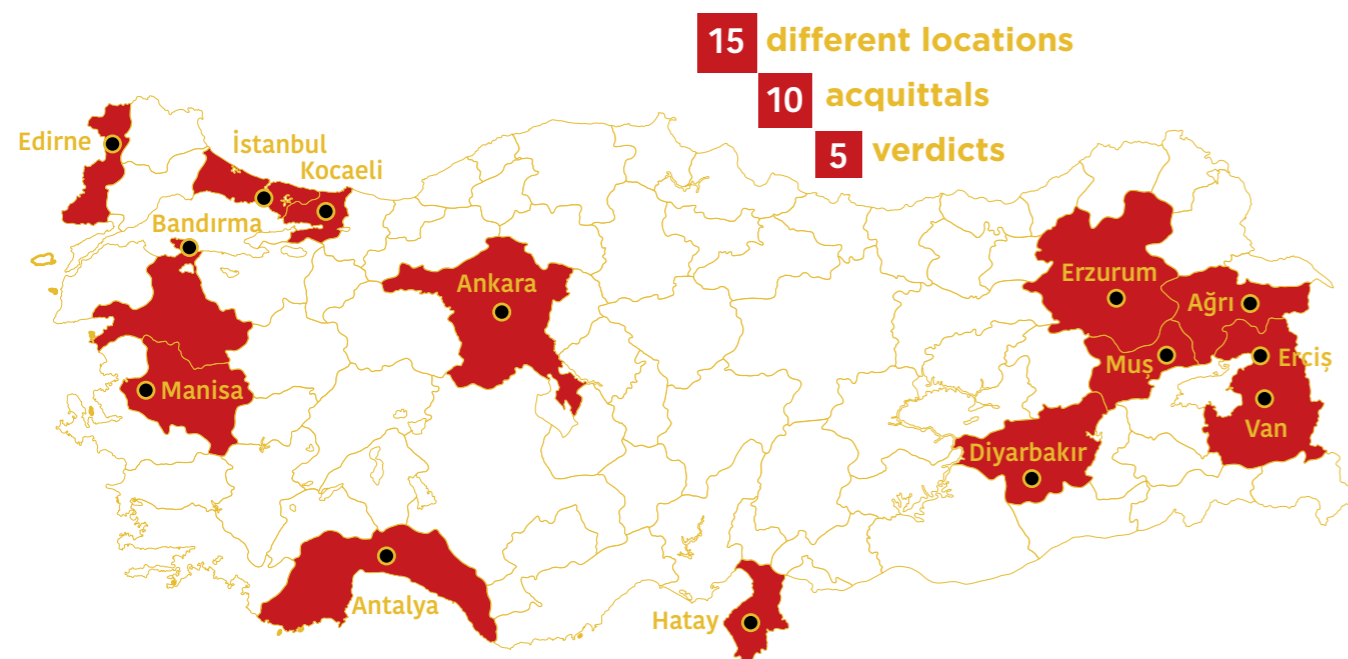 15 different locations
10 acquittals
5 verdicts
Edirne
İstanbul
Kocaeli
Bandırma
Ankara
Erzurum
Ağrı
Muş
Erciş
Manisa
Van
Diyarbakır
Antalya
Hatay